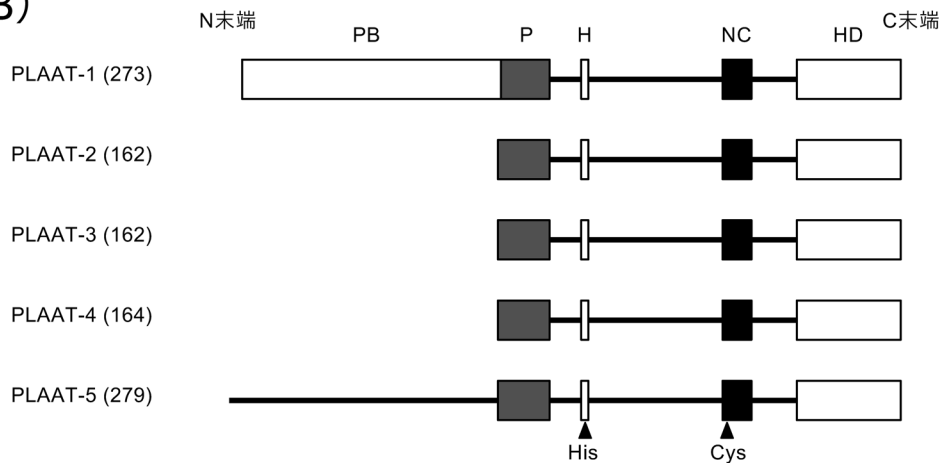 B)
N末端 PB P H NC HD C末端
PLAAT-1 (273)
PLAAT-2 (162)
PLAAT-3 (162)
PLAAT-4 (164)
PLAAT-5 (279)
His Cys